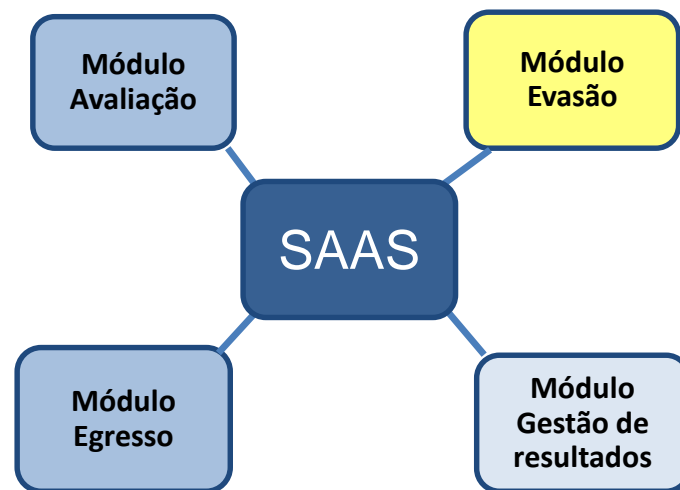 Módulo
Avaliação
Módulo
Evasão
SAAS
Módulo
Egresso
Módulo
Gestão de
resultados